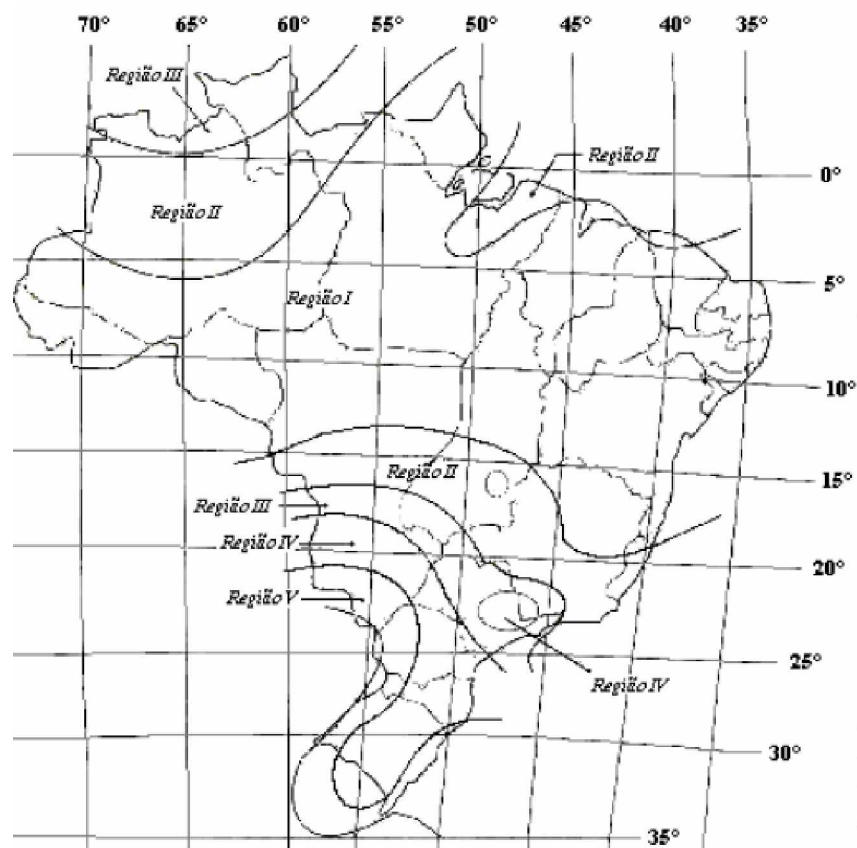 70° 65° 60° 55° 50° 45° 40° 35°
Região III
Região II
0°
Região II
5°
Região I
10°
Região II
15°
Região III
Região IV
20°
Região V
25°
Região IV
30°
35°